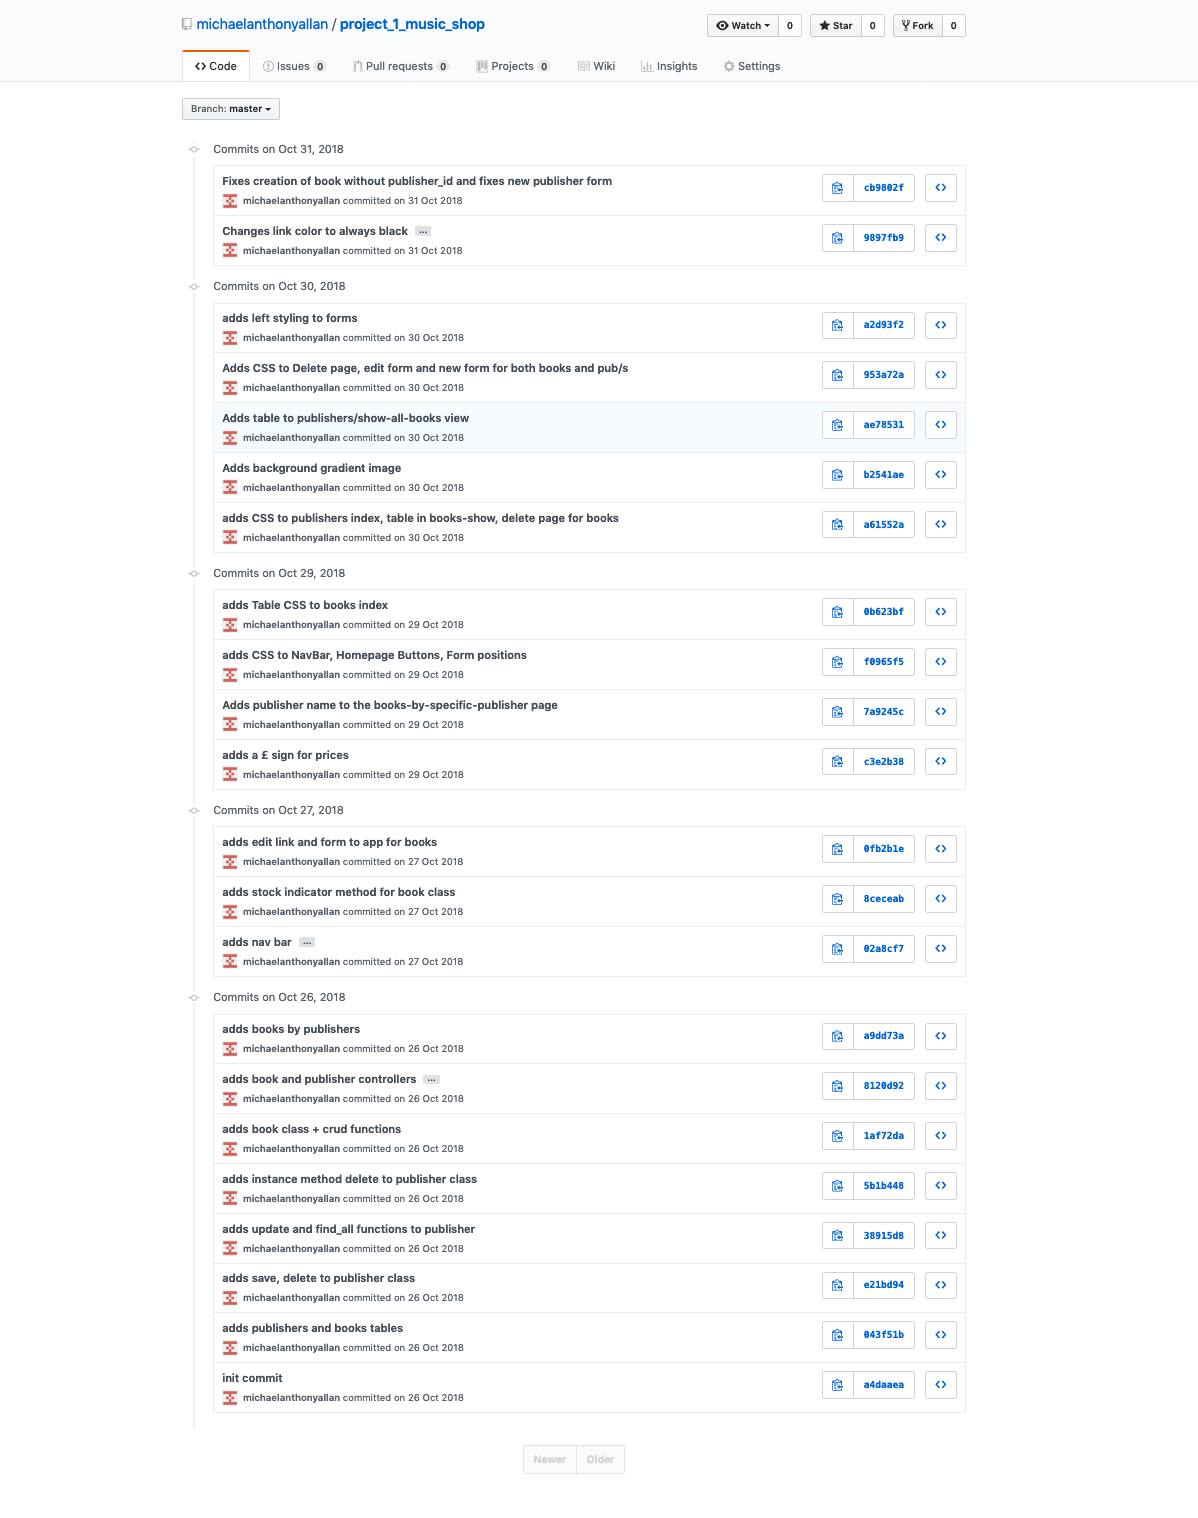 michaelanthonyallan / project_1_music_shop
Watch 0 Star 0 Fork 0
Code Issues 0 Pull requests 0 Projects 0 Wiki Insights Settings
Branch: master
Commits on Oct 31, 2018
Fixes creation of book without publisher_id and fixes new publisher form
cb9802f
michaelanthonyallan committed on 31 Oct 2018
Changes link color to always black …
9897fb9
michaelanthonyallan committed on 31 Oct 2018
Commits on Oct 30, 2018
adds left styling to forms
a2d93f2
michaelanthonyallan committed on 30 Oct 2018
Adds CSS to Delete page, edit form and new form for both books and pub/s
953a72a
michaelanthonyallan committed on 30 Oct 2018
Adds table to publishers/show-all-books view
ae78531
michaelanthonyallan committed on 30 Oct 2018
Adds background gradient image
b2541ae
michaelanthonyallan committed on 30 Oct 2018
adds CSS to publishers index, table in books-show, delete page for books
a61552a
michaelanthonyallan committed on 30 Oct 2018
Commits on Oct 29, 2018
adds Table CSS to books index
0b623bf
michaelanthonyallan committed on 29 Oct 2018
adds CSS to NavBar, Homepage Buttons, Form positions
f0965f5
michaelanthonyallan committed on 29 Oct 2018
Adds publisher name to the books-by-specific-publisher page
7a9245c
michaelanthonyallan committed on 29 Oct 2018
adds a £ sign for prices
c3e2b38
michaelanthonyallan committed on 29 Oct 2018
Commits on Oct 27, 2018
adds edit link and form to app for books
0fb2b1e
michaelanthonyallan committed on 27 Oct 2018
adds stock indicator method for book class
8ceceab
michaelanthonyallan committed on 27 Oct 2018
adds nav bar …
02a8cf7
michaelanthonyallan committed on 27 Oct 2018
Commits on Oct 26, 2018
adds books by publishers
a9dd73a
michaelanthonyallan committed on 26 Oct 2018
adds book and publisher controllers …
8120d92
michaelanthonyallan committed on 26 Oct 2018
adds book class + crud functions
1af72da
michaelanthonyallan committed on 26 Oct 2018
adds instance method delete to publisher class
5b1b448
michaelanthonyallan committed on 26 Oct 2018
adds update and find_all functions to publisher
38915d8
michaelanthonyallan committed on 26 Oct 2018
adds save, delete to publisher class
e21bd94
michaelanthonyallan committed on 26 Oct 2018
adds publishers and books tables
043f51b
michaelanthonyallan committed on 26 Oct 2018
init commit
a4daaea
michaelanthonyallan committed on 26 Oct 2018
Newer Older